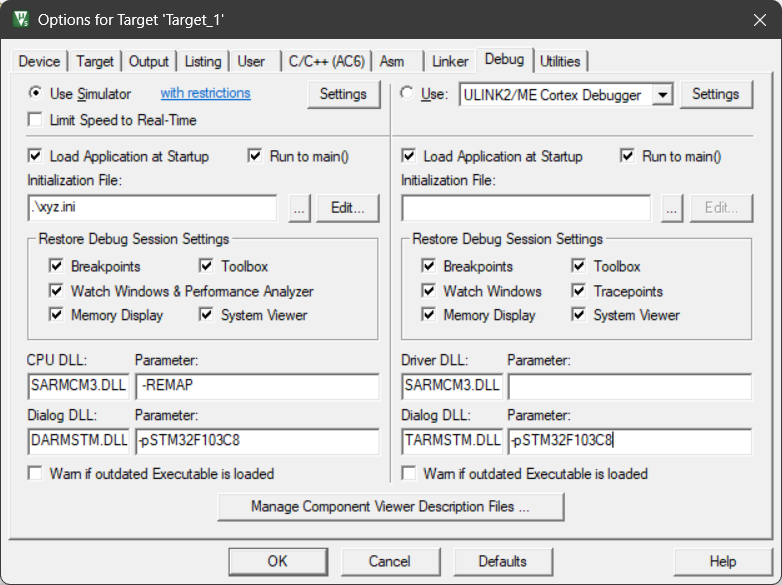 Options for Target 'Target_1'
Device Target Output Listing User C/C++ (AC6) Asm Linker Debug Utilities
Use Simulator with restrictions Settings
Limit Speed to Real-Time
Use: ULINK2/ME Cortex Debugger Settings
Load Application at Startup Run to main()
Initialization File:
.\xyz.ini ... Edit...
Restore Debug Session Settings
Breakpoints Toolbox
Watch Windows & Performance Analyzer
Memory Display System Viewer
CPU DLL: Parameter:
SARMCM3.DLL -REMAP
Dialog DLL: Parameter:
DARMSTM.DLL -pSTM32F103C8
Warn if outdated Executable is loaded
Load Application at Startup Run to main()
Initialization File:
... Edit...
Restore Debug Session Settings
Breakpoints Toolbox
Watch Windows Tracepoints
Memory Display System Viewer
Driver DLL: Parameter:
SARMCM3.DLL
Dialog DLL: Parameter:
TARMSTM.DLL -pSTM32F103C8
Warn if outdated Executable is loaded
Manage Component Viewer Description Files ...
OK Cancel Defaults Help